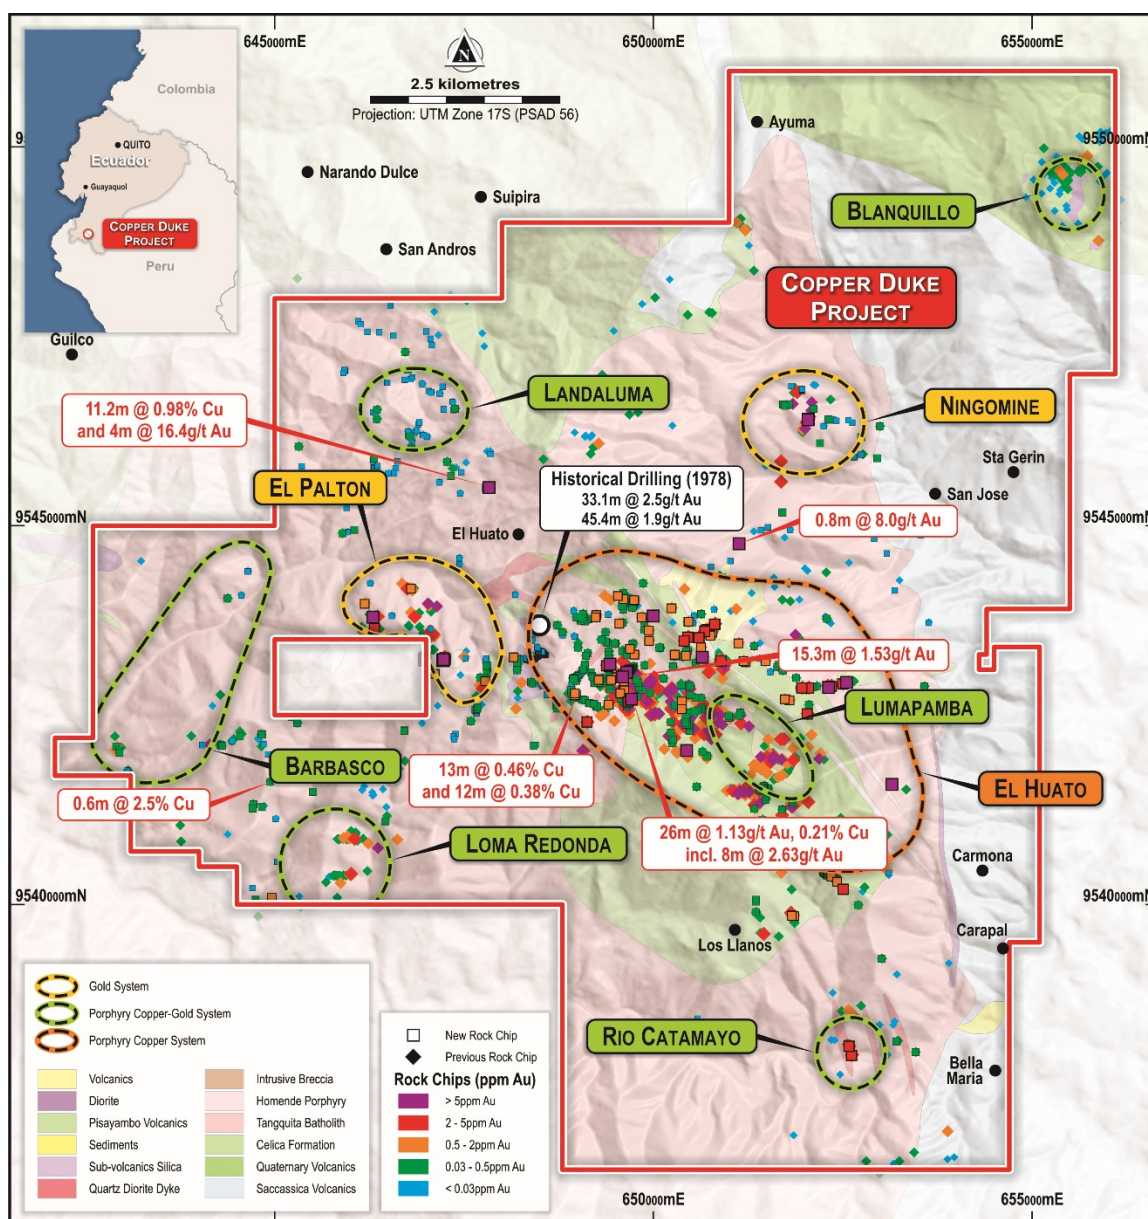 645000mE
650000mE
655000mE
Colombia
QUITO
Ecuador
Guayaquol
COPPER DUKE
PROJECT
Peru
N
2.5 kilometres
Projection: UTM Zone 17S (PSAD 56)
Ayuma
9550000mN
Narando Dulce
Suipira
San Andros
BLANQUILLO
COPPER DUKE
PROJECT
Guilco
LANDALUMA
NINGOMINE
11.2m @ 0.98% Cu
and 4m @ 16.4g/t Au
EL PALTON
Historical Drilling (1978)
33.1m @ 2.5g/t Au
45.4m @ 1.9g/t Au
Sta Gerin
San Jose
9545000mN
El Huato
0.8m @ 8.0g/t Au
9545000mN
15.3m @ 1.53g/t Au
LUMAPAMBA
BARBASCO
13m @ 0.46% Cu
and 12m @ 0.38% Cu
EL HUATO
0.6m @ 2.5% Cu
26m @ 1.13g/t Au, 0.21% Cu
incl. 8m @ 2.63g/t Au
LOMA REDONDA
Carmona
9540000mN
9540000mN
Los Llanos
Carapal
RIO CATAMAYO
Bella
Maria
Gold System
Porphyry Copper-Gold System
Porphyry Copper System
Volcanics
Diorite
Pisayambo Volcanics
Sediments
Sub-volcanics Silica
Quartz Diorite Dyke
Intrusive Breccia
Homende Porphyry
Tangquita Batholith
Celica Formation
Quaternary Volcanics
Saccassica Volcanics
New Rock Chip
Previous Rock Chip
Rock Chips (ppm Au)
> 5ppm Au
2 - 5ppm Au
0.5 - 2ppm Au
0.03 - 0.5ppm Au
< 0.03ppm Au
650000mE
655000mE